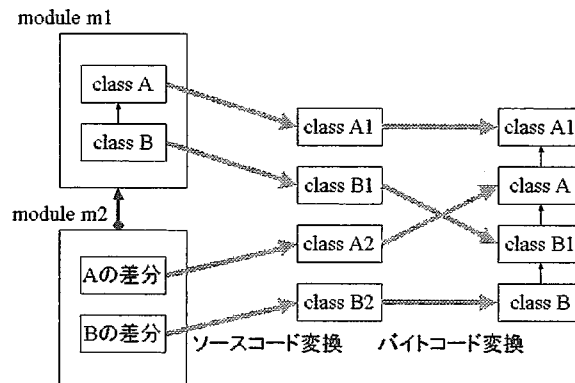 module m1
class A
class B
module m2
Aの差分
Bの差分
class A1
class B1
class A2
class B2
class A1
class A
class B1
class B
ソースコード変換
バイトコード変換